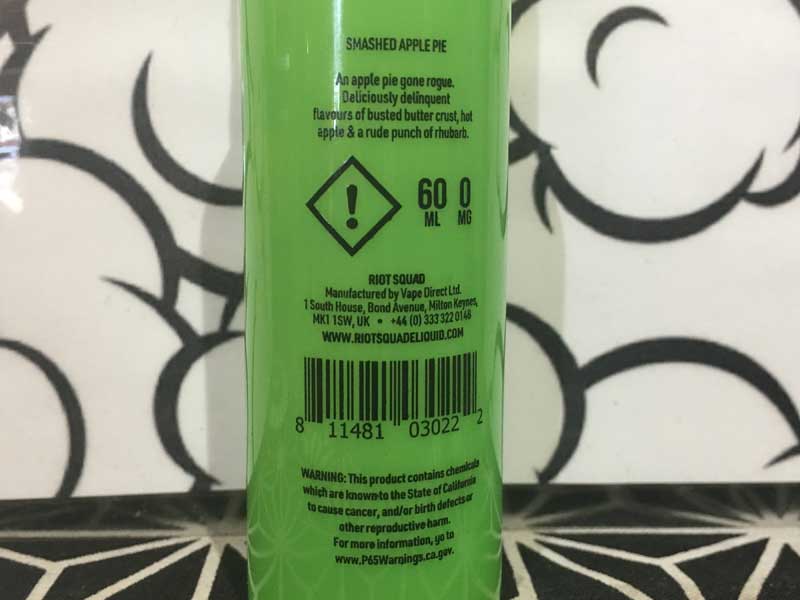 SMASHED APPLE PIE
An apple pie gone rogue.
Deliciously delinquent
flavours of busted butter crust, hot
apple & a rude punch of rhubarb.
60 0
ML MG
RIOT SQUAD
Manufactured by Vape Direct Ltd.
1 South House, Bond Avenue, Milton Keynes,
MK1 1SW, UK • +44 (0) 333 322 0148
WWW.RIOTSQUADELIQUID.COM
8 11481 03022 2
WARNING: This product contains chemicals
which are known to the State of California
to cause cancer, and/or birth defects or
other reproductive harm.
For more information, go to
www.P65Warnings.ca.gov.